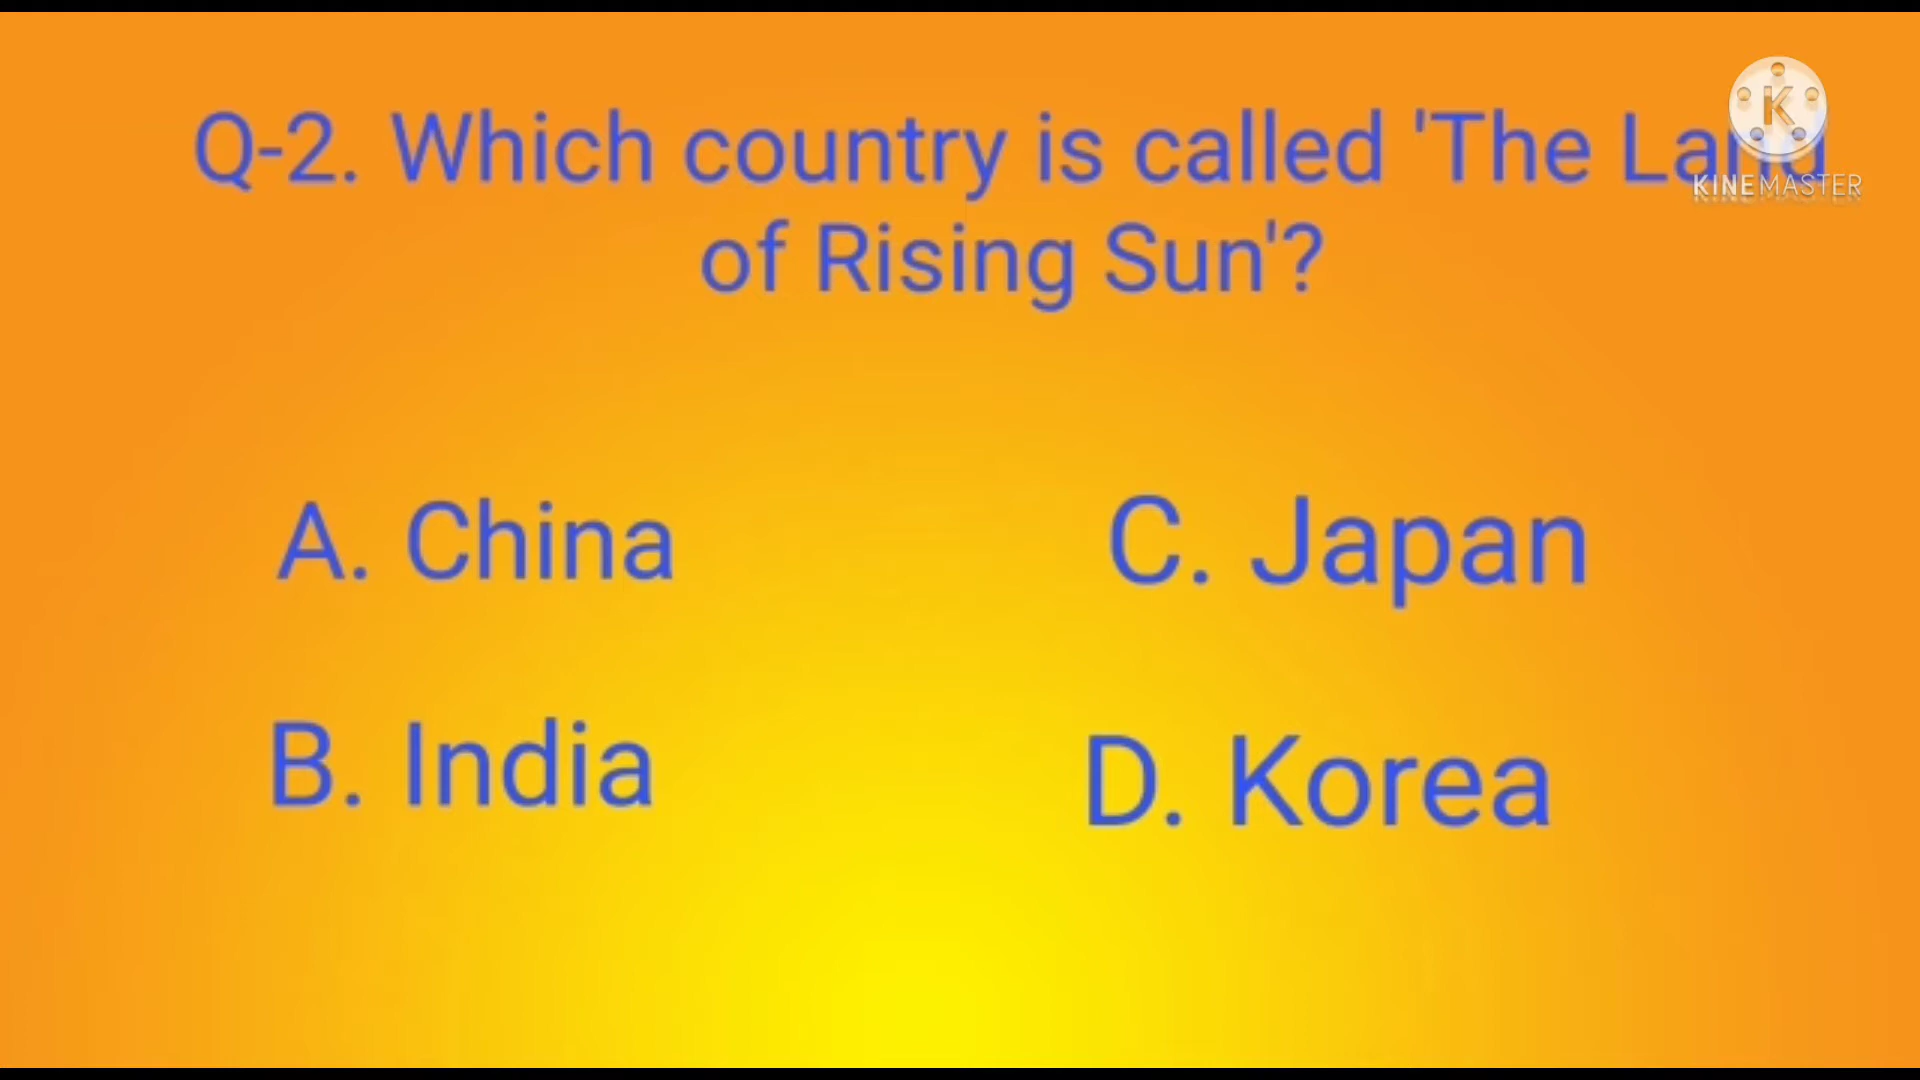 Q-2. Which country is called 'The Land
of Rising Sun'?
KINEMASTER
A. China
C. Japan
B. India
D. Korea